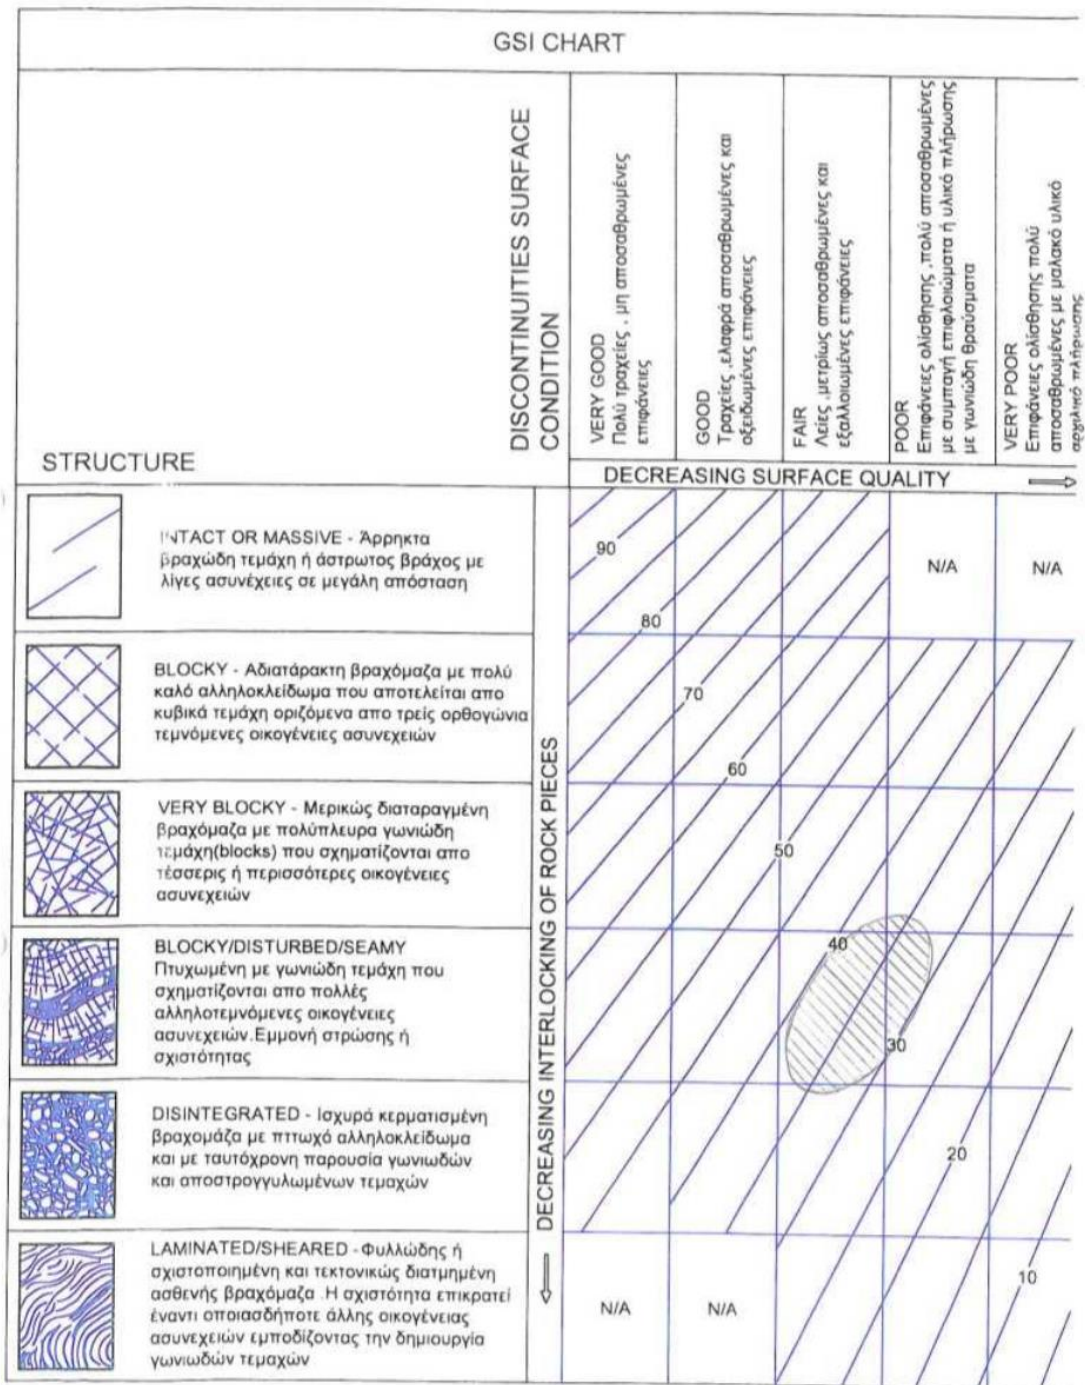 GSI CHART
DISCONTINUITIES SURFACE
CONDITION
VERY GOOD
Πολύ τραχείες , μη αποσαθρωμένες
επιφάνειες
GOOD
Τραχείες ,ελαφρά αποσαθρωμένες και
οξειδωμένες επιφάνειες
FAIR
Λείες ,μετρίως αποσαθρωμένες και
εξαλλοιωμένες επιφάνειες
POOR
Επιφάνειες ολίσθησης ,πολύ αποσαθρωμένες
με συμπαγή επιφλοιώματα ή υλικό πλήρωσης
με γωνιώδη θραύσματα
VERY POOR
Επιφάνειες ολίσθησης πολύ
αποσαθρωμένες με μαλακό υλικό
αργιλικό πλήρωσης
STRUCTURE
DECREASING SURFACE QUALITY
DECREASING INTERLOCKING OF ROCK PIECES
INTACT OR MASSIVE - Άρρηκτα
βραχώδη τεμάχη ή άστρωτος βράχος με
λίγες ασυνέχειες σε μεγάλη απόσταση
90
80
N/A
N/A
BLOCKY - Αδιατάρακτη βραχόμαζα με πολύ
καλό αλληλοκλείδωμα που αποτελείται απο
κυβικά τεμάχη οριζόμενα απο τρείς ορθογώνια
τεμνόμενες οικογένειες ασυνεχειών
70
60
VERY BLOCKY - Μερικώς διαταραγμένη
βραχόμαζα με πολύπλευρα γωνιώδη
τεμάχη(blocks) που σχηματίζονται απο
τέσσερις ή περισσότερες οικογένειες
ασυνεχειών
50
BLOCKY/DISTURBED/SEAMY
Πτυχωμένη με γωνιώδη τεμάχη που
σχηματίζονται απο πολλές
αλληλοτεμνόμενες οικογένειες
ασυνεχειών.Εμμονή στρώσης ή
σχιστότητας
40
30
DISINTEGRATED - Ισχυρά κερματισμένη
βραχομάζα με πτωχό αλληλοκλείδωμα
και με ταυτόχρονη παρουσία γωνιωδών
και αποστρογγυλωμένων τεμαχών
20
LAMINATED/SHEARED - Φυλλώδης ή
σχιστοποιημένη και τεκτονικώς διατμημένη
ασθενής βραχόμαζα .Η σχιστότητα επικρατεί
έναντι οποιασδήποτε άλλης οικογένειας
ασυνεχειών εμποδίζοντας την δημιουργία
γωνιωδών τεμαχών
N/A
N/A
10